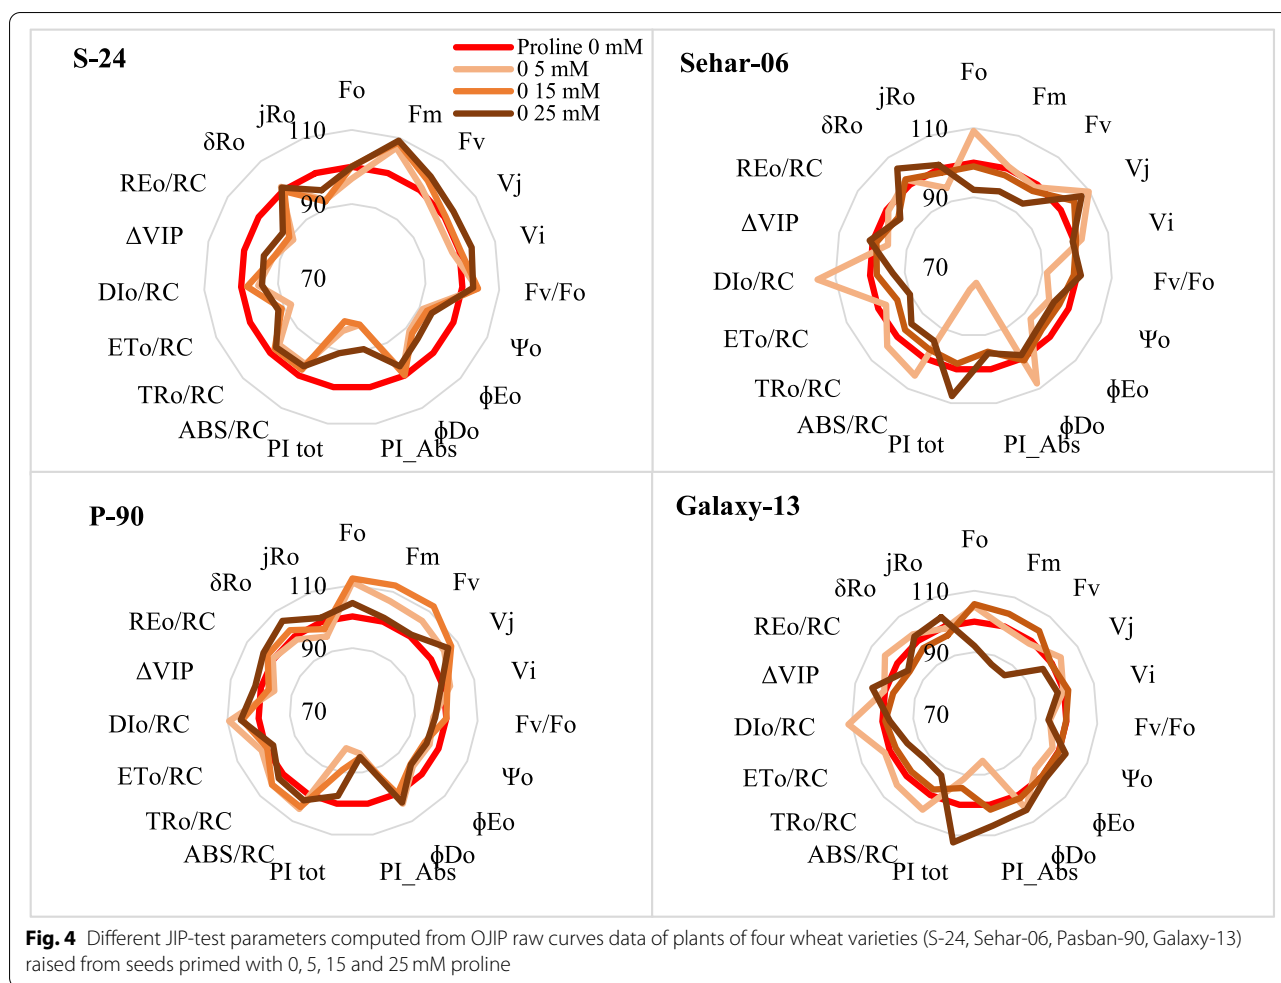 S-24
Proline 0 mM
0 5 mM
0 15 mM
0 25 mM
Fo
Fm
Fv
Vj
Vi
Fv/Fo
Ψo
ϕEo
ϕDo
PI_Abs
PI tot
ABS/RC
TRo/RC
ETo/RC
DIo/RC
ΔVIP
REo/RC
δRo
jRo
110
90
70
Sehar-06
Fo
Fm
Fv
Vj
Vi
Fv/Fo
Ψo
ϕEo
ϕDo
PI_Abs
PI tot
ABS/RC
TRo/RC
ETo/RC
DIo/RC
ΔVIP
REo/RC
δRo
jRo
110
90
70
P-90
Fo
Fm
Fv
Vj
Vi
Fv/Fo
Ψo
ϕEo
ϕDo
PI_Abs
PI tot
ABS/RC
TRo/RC
ETo/RC
DIo/RC
ΔVIP
REo/RC
δRo
jRo
110
90
70
Galaxy-13
Fo
Fm
Fv
Vj
Vi
Fv/Fo
Ψo
ϕEo
ϕDo
PI_Abs
PI tot
ABS/RC
TRo/RC
ETo/RC
DIo/RC
ΔVIP
REo/RC
δRo
jRo
110
90
70
Fig. 4 Different JIP-test parameters computed from OJIP raw curves data of plants of four wheat varieties (S-24, Sehar-06, Pasban-90, Galaxy-13)
raised from seeds primed with 0, 5, 15 and 25 mM proline